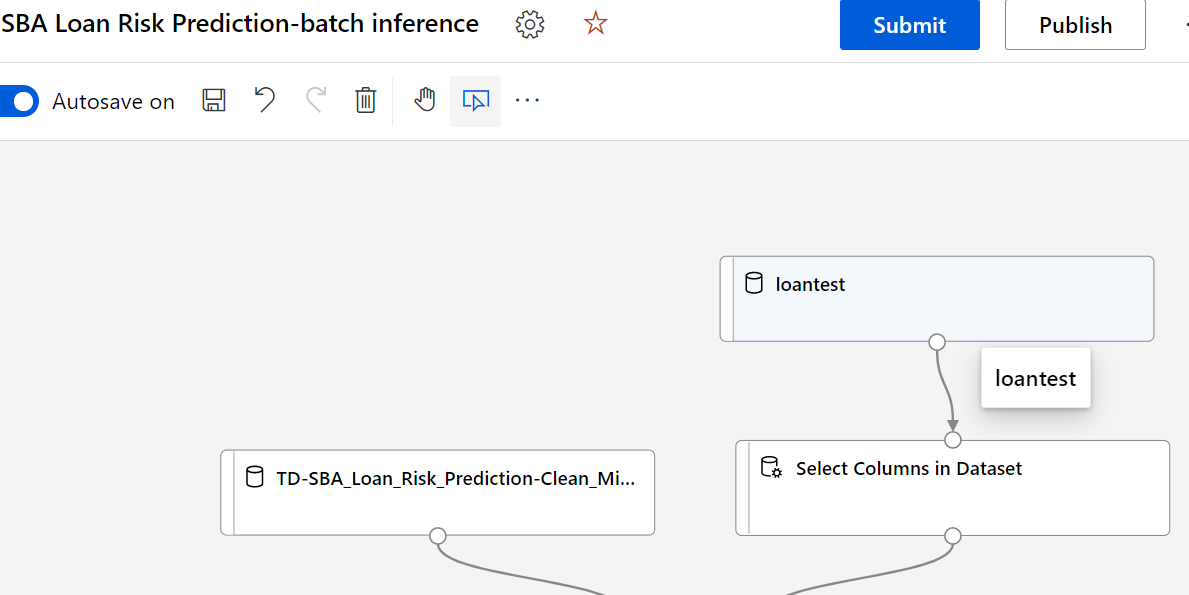 SBA Loan Risk Prediction-batch inference
Submit
Publish
Autosave on
loantest
loantest
TD-SBA_Loan_Risk_Prediction-Clean_Mi...
Select Columns in Dataset